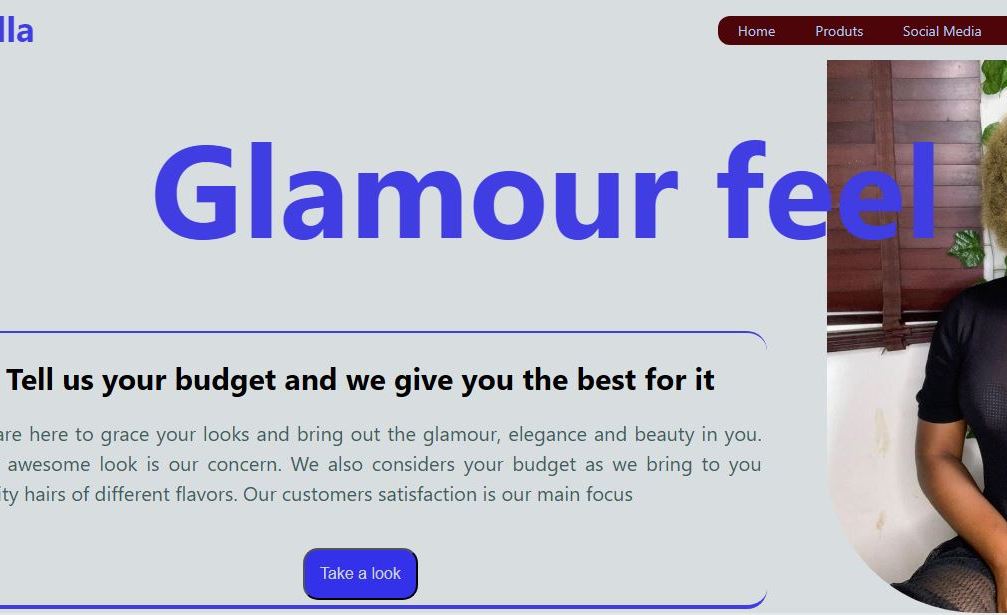 lla
Home Produts Social Media
Glamour feel
Tell us your budget and we give you the best for it
are here to grace your looks and bring out the glamour, elegance and beauty in you.
awesome look is our concern. We also considers your budget as we bring to you
ity hairs of different flavors. Our customers satisfaction is our main focus
Take a look